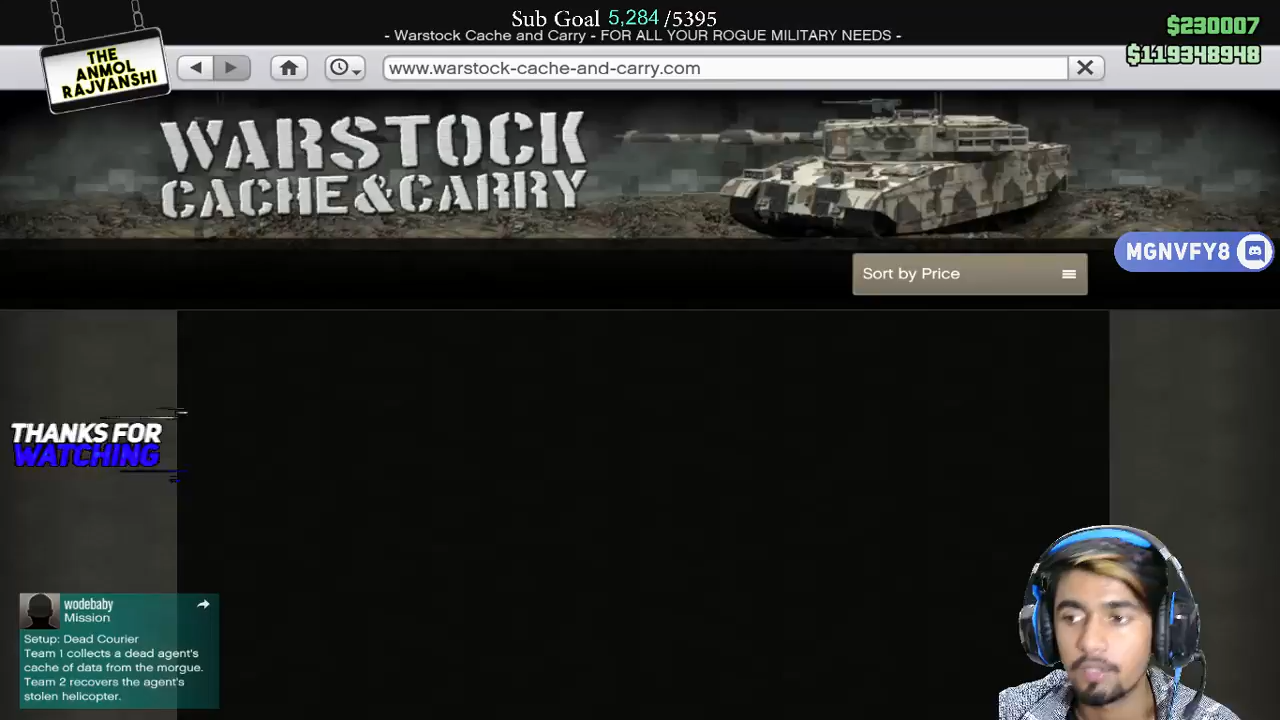 Sub Goal 5,284 /5395
- Warstock Cache and Carry - FOR ALL YOUR ROGUE MILITARY NEEDS -
$230007
$119348948
THE
ANMOL
RAJVANSHI
www.warstock-cache-and-carry.com
WARSTOCK
CACHE&CARRY
MGNVFY8
Sort by Price
THANKS FOR
WATCHING
wodebaby
Mission
Setup: Dead Courier
Team 1 collects a dead agent's
cache of data from the morgue.
Team 2 recovers the agent's
stolen helicopter.